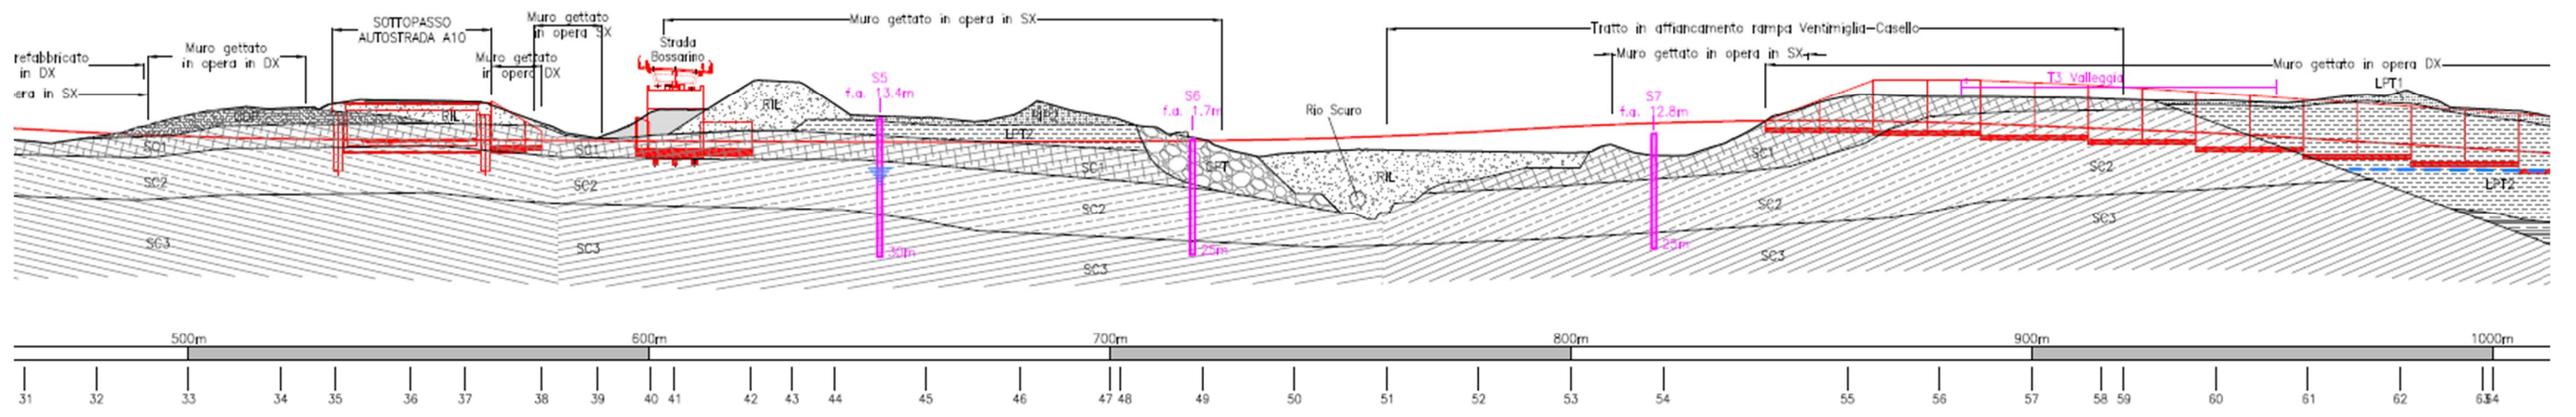 SOTTOPASSO
AUTOSTRADA A10
Muro gettato
in opera SX
Muro gettato in opera in SX
Tratto in affiancamento rampa Ventimiglia-Casello
refabbricato
in DX
era in SX
Muro gettato
in opera in DX
Muro gettato
in opera DX
Strada
Bossarino
Muro gettato in opera in SX
Muro gettato in opera DX
S5
f.a. 13.4m
S6
f.a. 1.7m
Rio Scuro
S7
f.a. 12.8m
T3 Valleggia
LPT1
RIL
RIL
LPT2
SC1
SC1
SC1
RIL
SC1
SC2
SC2
SC2
SC2
SC2
LPT2
SC3
SC3
30m
SC3
25m
25m
SC3
SC3
500m
600m
700m
800m
900m
1000m
31 32 33 34 35 36 37 38 39 40 41 42 43 44 45 46 47 48 49 50 51 52 53 54 55 56 57 58 59 60 61 62 63 64